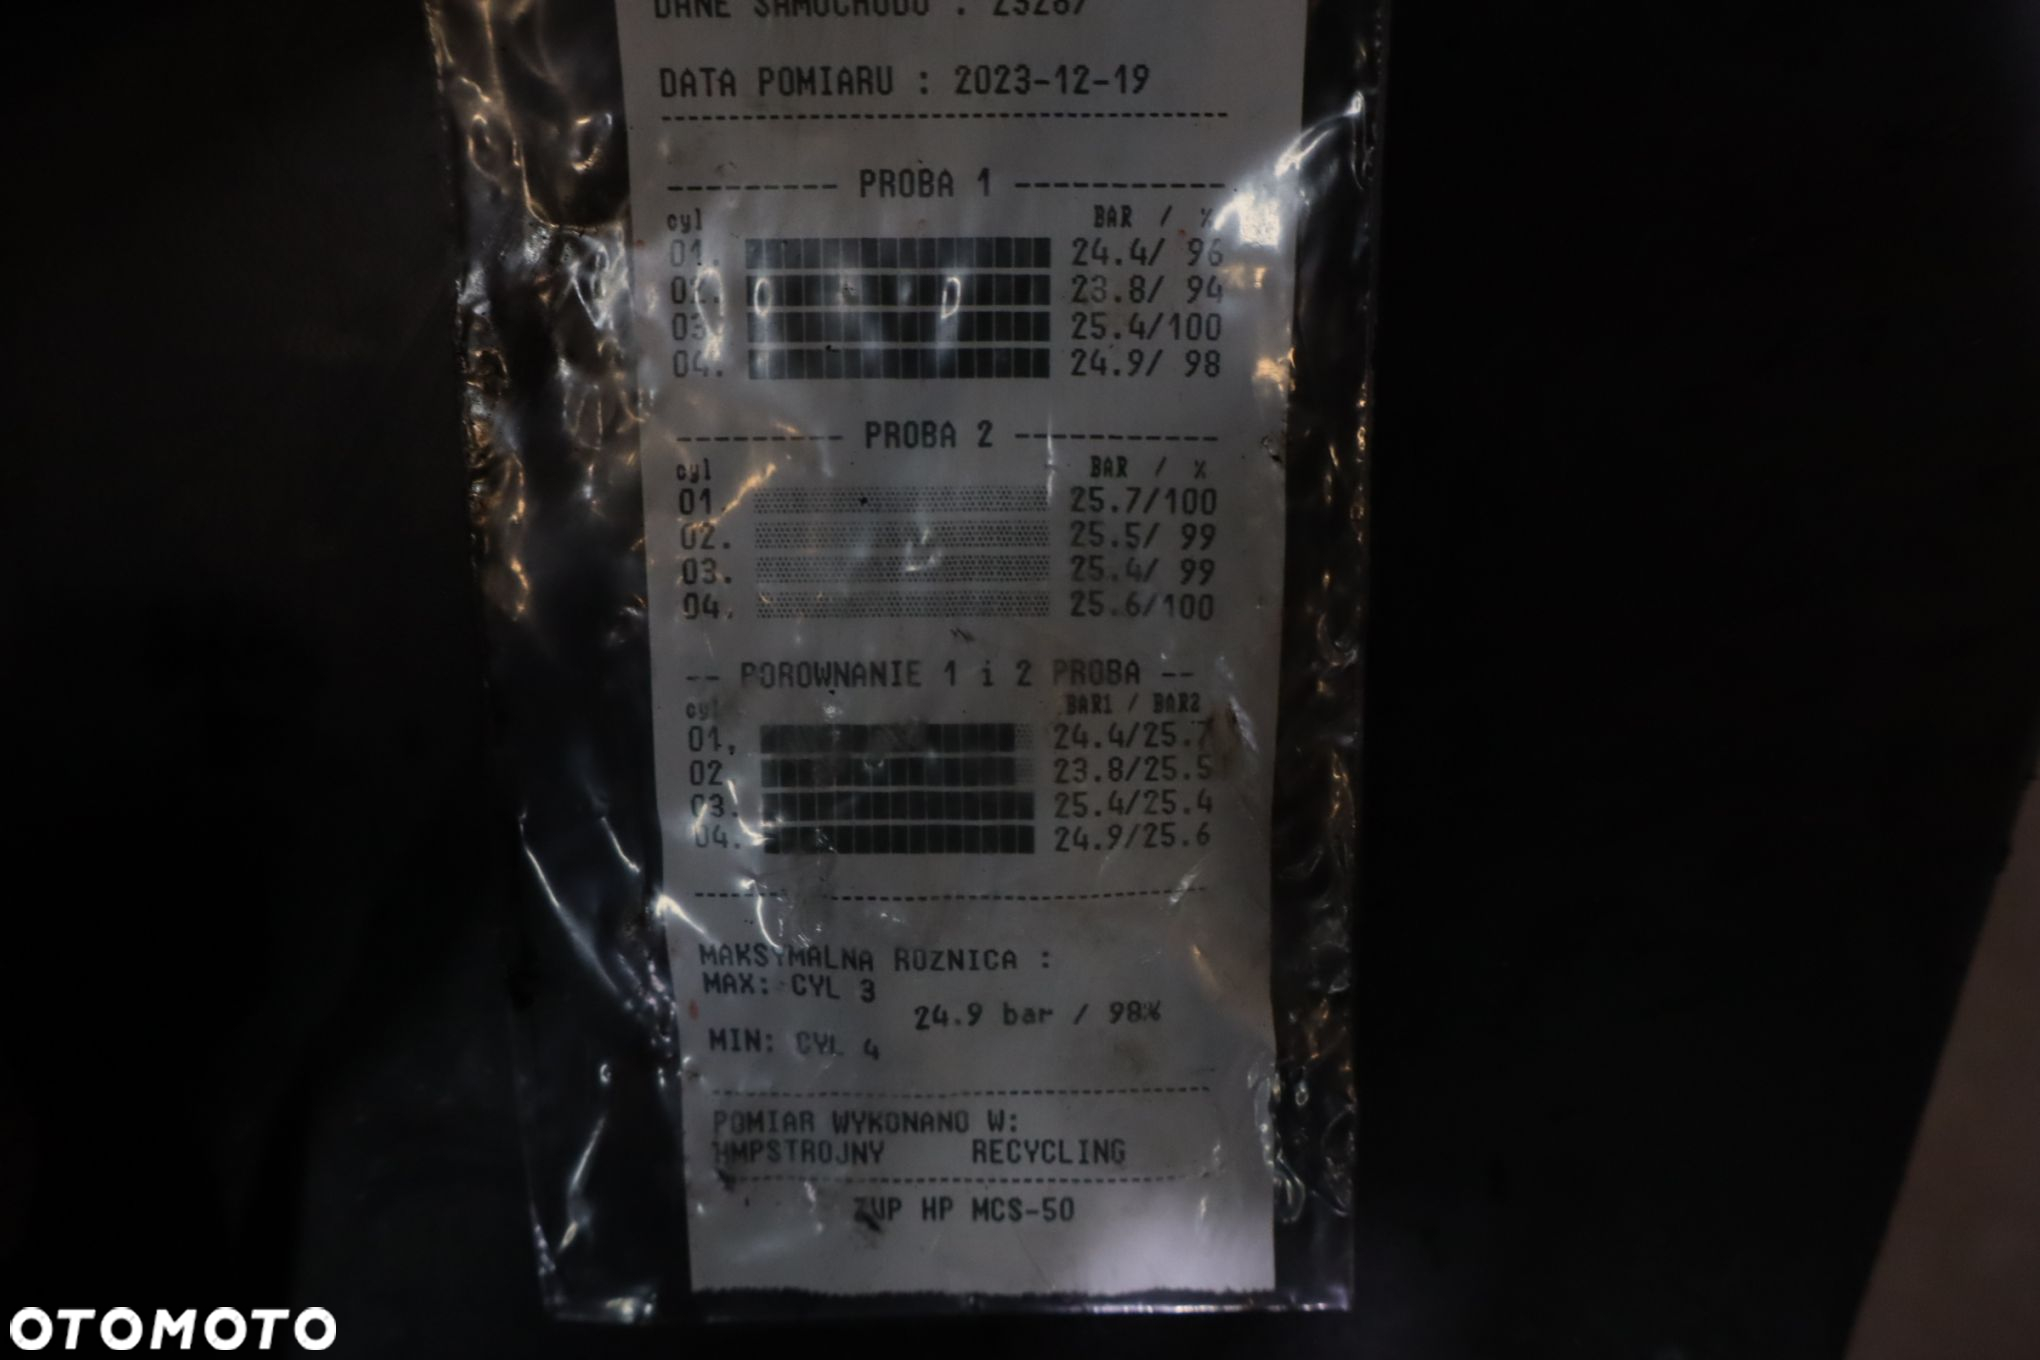 DANE SAMOCHODU : 23287
DATA POMIARU : 2023-12-19
--------- PROBA 1 -----------
cyl BAR / %
01. 24.4/ 96
02. 23.8/ 94
03. 25.4/100
04. 24.9/ 98
--------- PROBA 2 -----------
cyl BAR / %
01. 25.7/100
02. 25.5/ 99
03. 25.4/ 99
04. 25.6/100
-- POROWNANIE 1 i 2 PROBA --
cyl BAR1 / BAR2
01. 24.4/25.7
02 23.8/25.5
03. 25.4/25.4
04. 24.9/25.6
MAKSYMALNA ROZNICA :
MAX: CYL 3
24.9 bar / 98%
MIN: CYL 4
POMIAR WYKONANO W:
RECYCLING
ZUP HP MCS-50
OTOMOTO